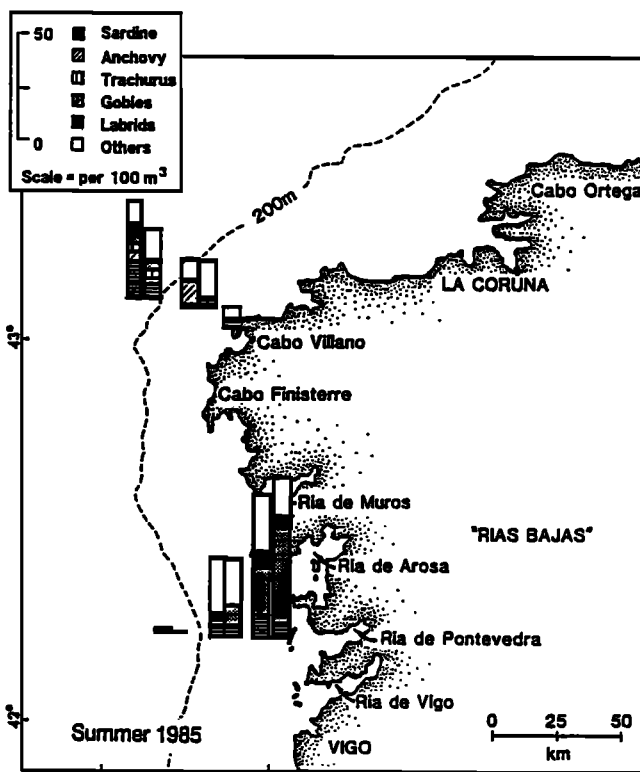 50
Sardine
Anchovy
Trachurus
Gobies
Labrids
0
Others
Scale = per 100 m³
200m
Cabo Ortega
LA CORUNA
43°
Cabo Villano
Cabo Finisterre
Ria de Muros
"RIAS BAJAS"
Ria de Arosa
Ria de Pontevedra
Ria de Vigo
42°
Summer 1985
VIGO
0 25 50
km